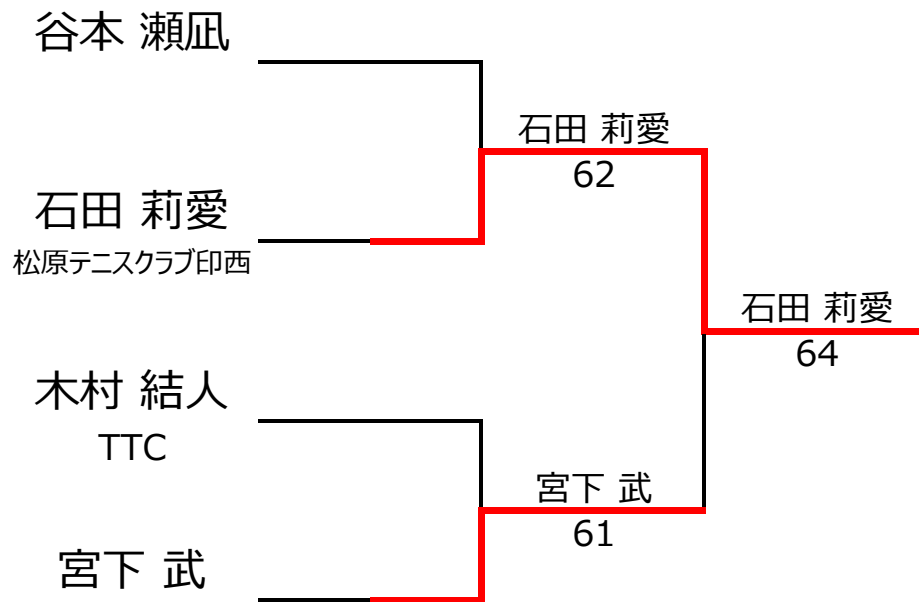 谷本 瀬凪
石田 莉愛
62
石田 莉愛
松原テニスクラブ印西
石田 莉愛
64
木村 結人
TTC
宮下 武
61
宮下 武